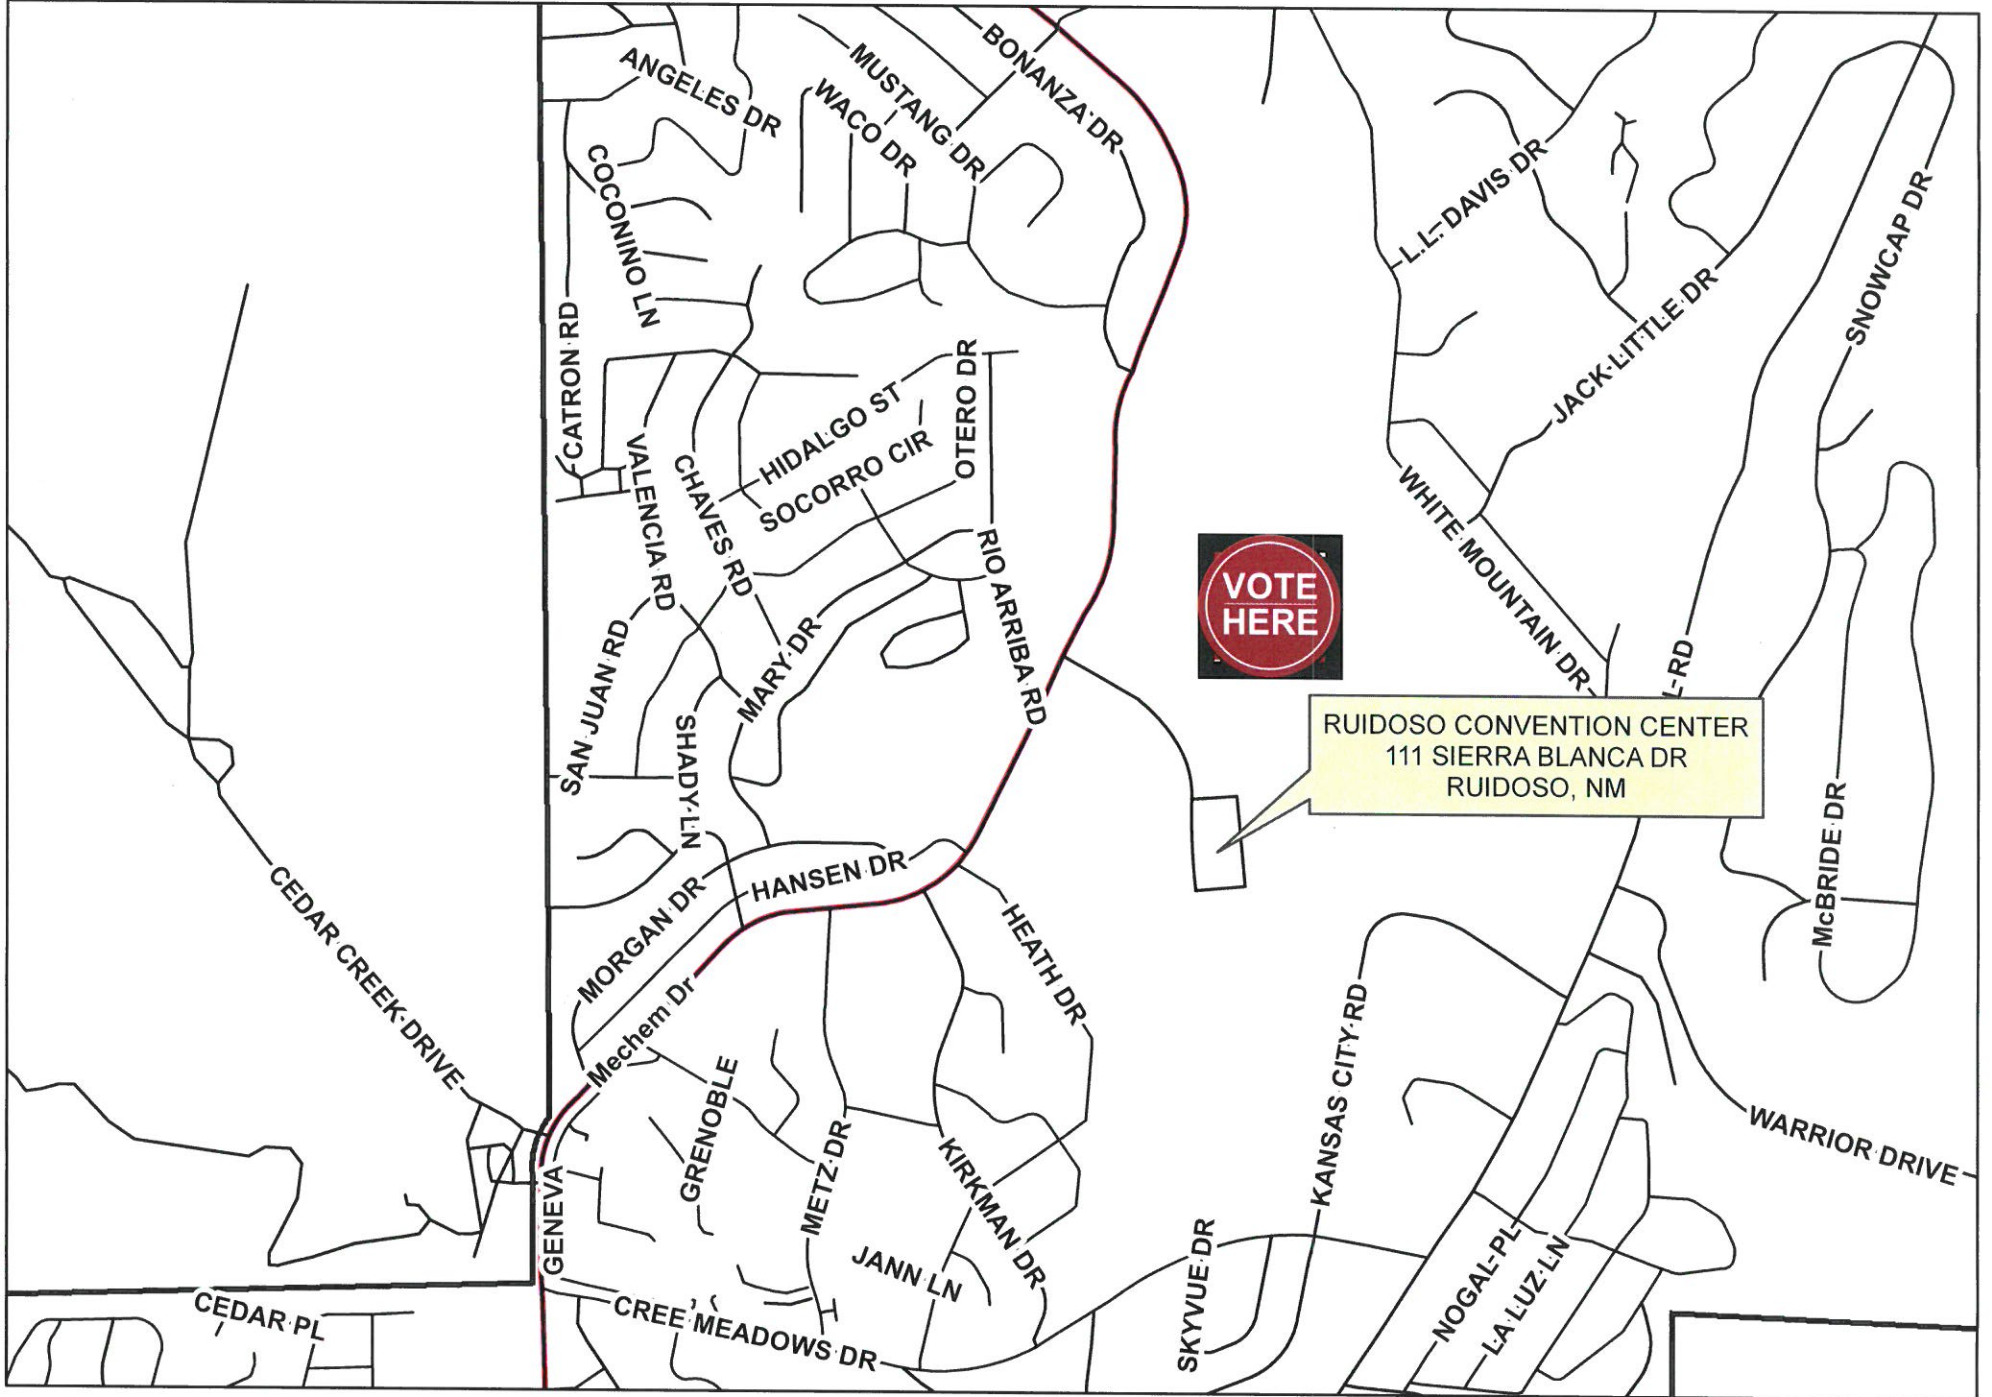 BONANZA DR
ANGELES DR
MUSTANG DR
WACO DR
COCONINO LN
L.L. DAVIS DR
SNOWCAP DR
CATRON RD
JACK LITTLE DR
OTERO DR
HIDALGO ST
SOCORRO CIR
VALENCIA RD
CHAVES RD
WHITE MOUNTAIN DR
RIO ARRIBA RD
VOTE
HERE
MARY DR
SAN JUAN RD
L RD
SHADY LN
RUIDOSO CONVENTION CENTER
111 SIERRA BLANCA DR
RUIDOSO, NM
McBRIDE DR
HANSEN DR
MORGAN DR
CEDAR CREEK DRIVE
HEATH DR
Mechem Dr
KANSAS CITY RD
GRENOBLE
METZ DR
KIRKMAN DR
WARRIOR DRIVE
GENEVA
JANN LN
SKYVUE DR
NOGAL PL
LA LUZ LN
CEDAR PL
CREE MEADOWS DR